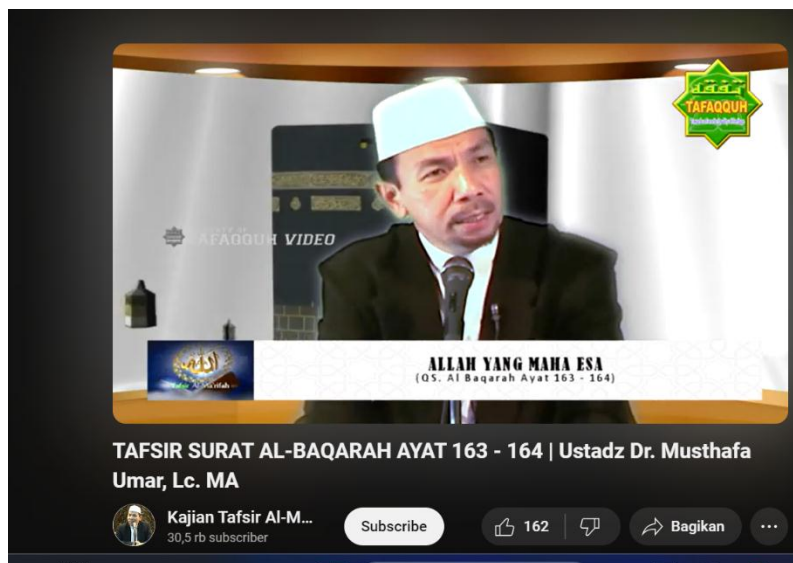 TAFAQQUH
TAFAQQUH VIDEO
ALLAH YANG MAHA ESA
(QS. Al Baqarah Ayat 163 - 164)
TAFSIR SURAT AL-BAQARAH AYAT 163 - 164 | Ustadz Dr. Musthafa
Umar, Lc. MA
Kajian Tafsir Al-M...
30,5 rb subscriber
Subscribe
162
Bagikan